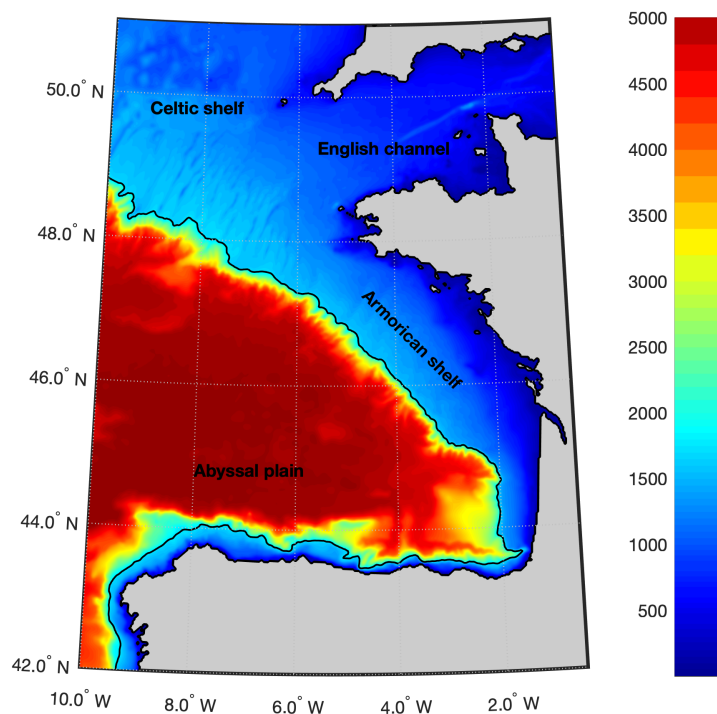 50.0° N
48.0° N
46.0° N
44.0° N
42.0° N
10.0° W
8.0° W
6.0° W
4.0° W
2.0° W
Celtic shelf
English channel
Armorican shelf
Abyssal plain
5000
4500
4000
3500
3000
2500
2000
1500
1000
500